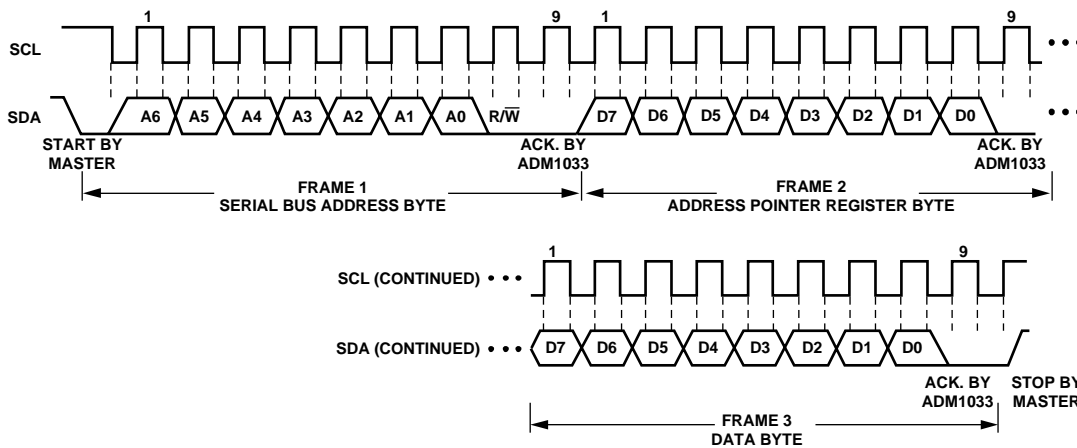 1 9 1 9
SCL
SDA A6 A5 A4 A3 A2 A1 A0 R/W̅ D7 D6 D5 D4 D3 D2 D1 D0
START BY
MASTER
ACK. BY
ADM1033
ACK. BY
ADM1033
FRAME 1
SERIAL BUS ADDRESS BYTE
FRAME 2
ADDRESS POINTER REGISTER BYTE
1 9
SCL (CONTINUED)
SDA (CONTINUED) D7 D6 D5 D4 D3 D2 D1 D0
ACK. BY
ADM1033
STOP BY
MASTER
FRAME 3
DATA BYTE